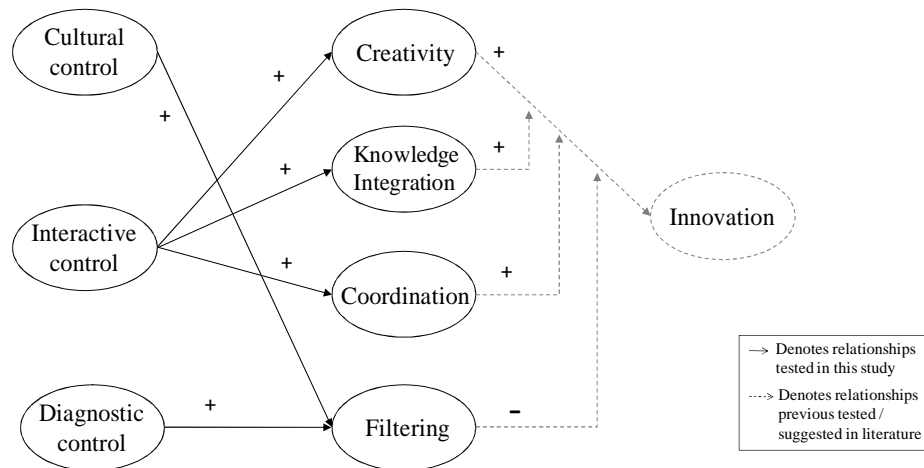 Cultural
control
Creativity
+
+
+
Knowledge
Integration
+
+
Interactive
control
Innovation
+
Coordination
+
Denotes relationships
tested in this study
Denotes relationships
previous tested /
suggested in literature
Diagnostic
control
+
Filtering
-